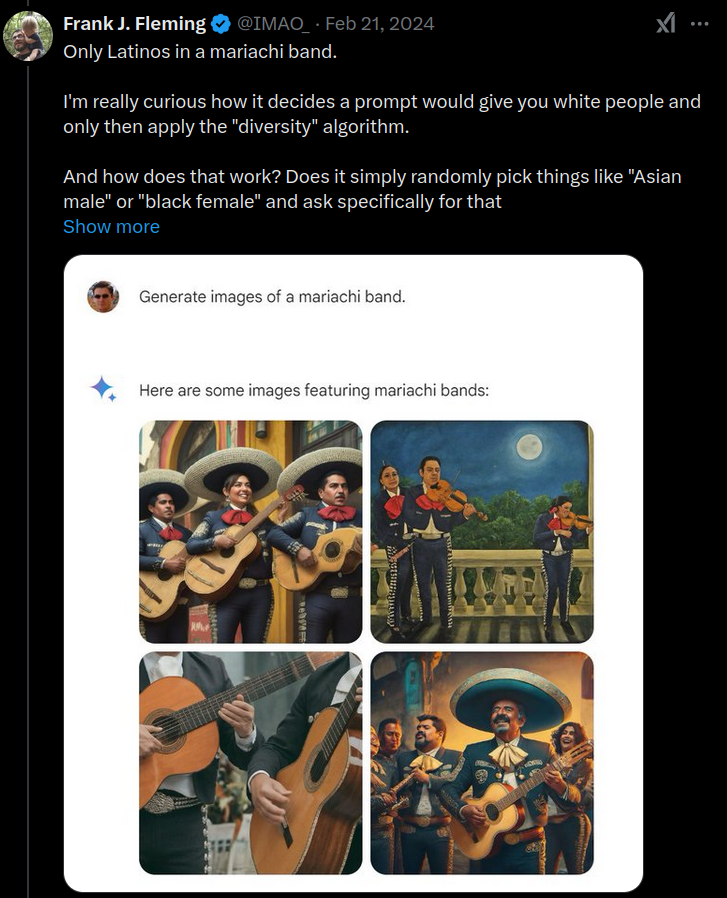 Frank J. Fleming @IMAO_ · Feb 21, 2024
Only Latinos in a mariachi band.
I'm really curious how it decides a prompt would give you white people and
only then apply the "diversity" algorithm.
And how does that work? Does it simply randomly pick things like "Asian
male" or "black female" and ask specifically for that
Show more
Generate images of a mariachi band.
Here are some images featuring mariachi bands: